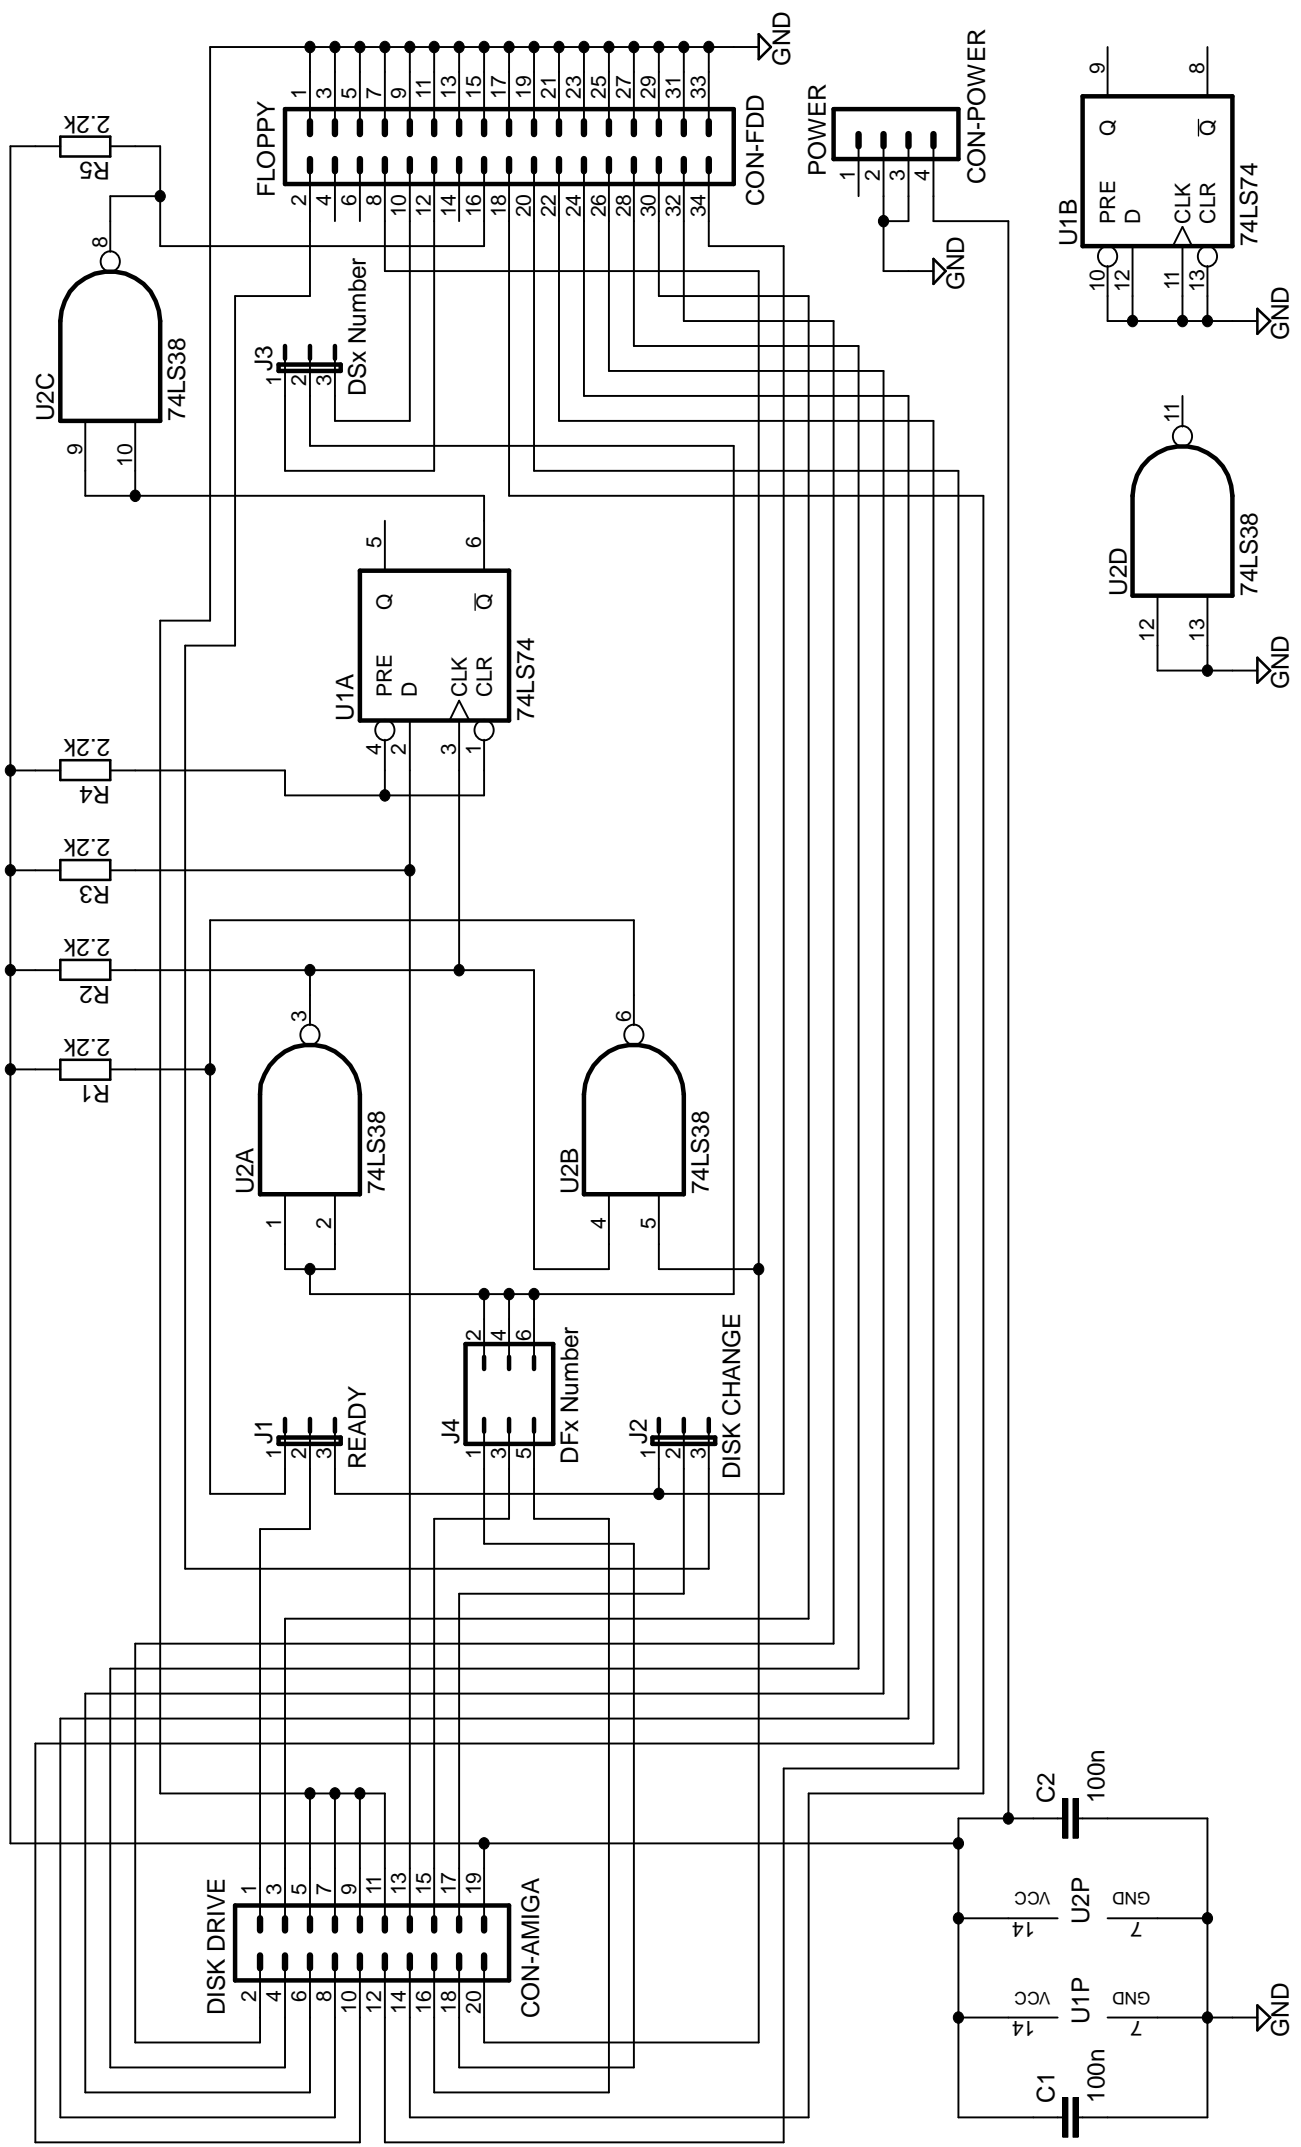 2.2k
R5
8
U2C
74LS38
9
10
2.2k
R4
2.2k
R3
2.2k
R2
2.2k
R1
GND
FLOPPY
CON-FDD
1
3
5
7
9
11
13
15
17
19
21
23
25
27
29
31
33
2
4
6
8
10
12
14
16
18
20
22
24
26
28
30
32
34
J3
1
2
3
DSx Number
POWER
CON-POWER
1
2
3
4
GND
U1B
74LS74
PRE
D
CLK
CLR
Q
Q
9
8
10
12
11
13
GND
U1A
74LS74
PRE
D
CLK
CLR
Q
Q
5
6
4
2
3
1
U2D
74LS38
11
12
13
GND
U2A
74LS38
3
1
2
U2B
74LS38
6
4
5
J1
1
2
3
READY
J4
2
4
6
1
3
5
DFx Number
J2
1
2
3
DISK CHANGE
DISK DRIVE
CON-AMIGA
1
3
5
7
9
11
13
15
17
19
2
4
6
8
10
12
14
16
18
20
C2
100n
U2P
VCC
14
GND
7
U1P
VCC
14
GND
7
C1
100n
GND